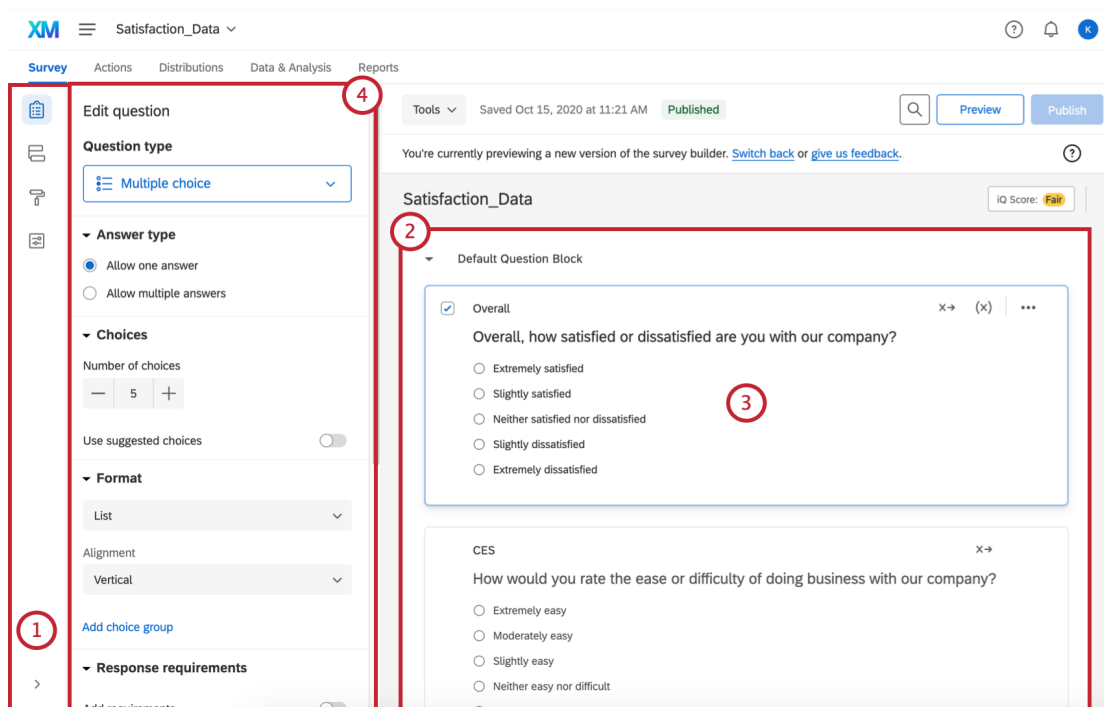 XM Satisfaction_Data ? K
Survey Actions Distributions Data & Analysis Reports
4
Edit question
Tools Saved Oct 15, 2020 at 11:21 AM Published Preview Publish
Question type
Multiple choice
You're currently previewing a new version of the survey builder. Switch back or give us feedback. ?
Satisfaction_Data iQ Score: Fair
2
Answer type
Allow one answer
Allow multiple answers
Choices
Number of choices
— 5 +
Use suggested choices
Format
List
Alignment
Vertical
Add choice group
1
Response requirements
Add requirements
Default Question Block
Overall X→ (x) •••
Overall, how satisfied or dissatisfied are you with our company?
Extremely satisfied
Slightly satisfied
3
Neither satisfied nor dissatisfied
Slightly dissatisfied
Extremely dissatisfied
CES X→
How would you rate the ease or difficulty of doing business with our company?
Extremely easy
Moderately easy
Slightly easy
Neither easy nor difficult